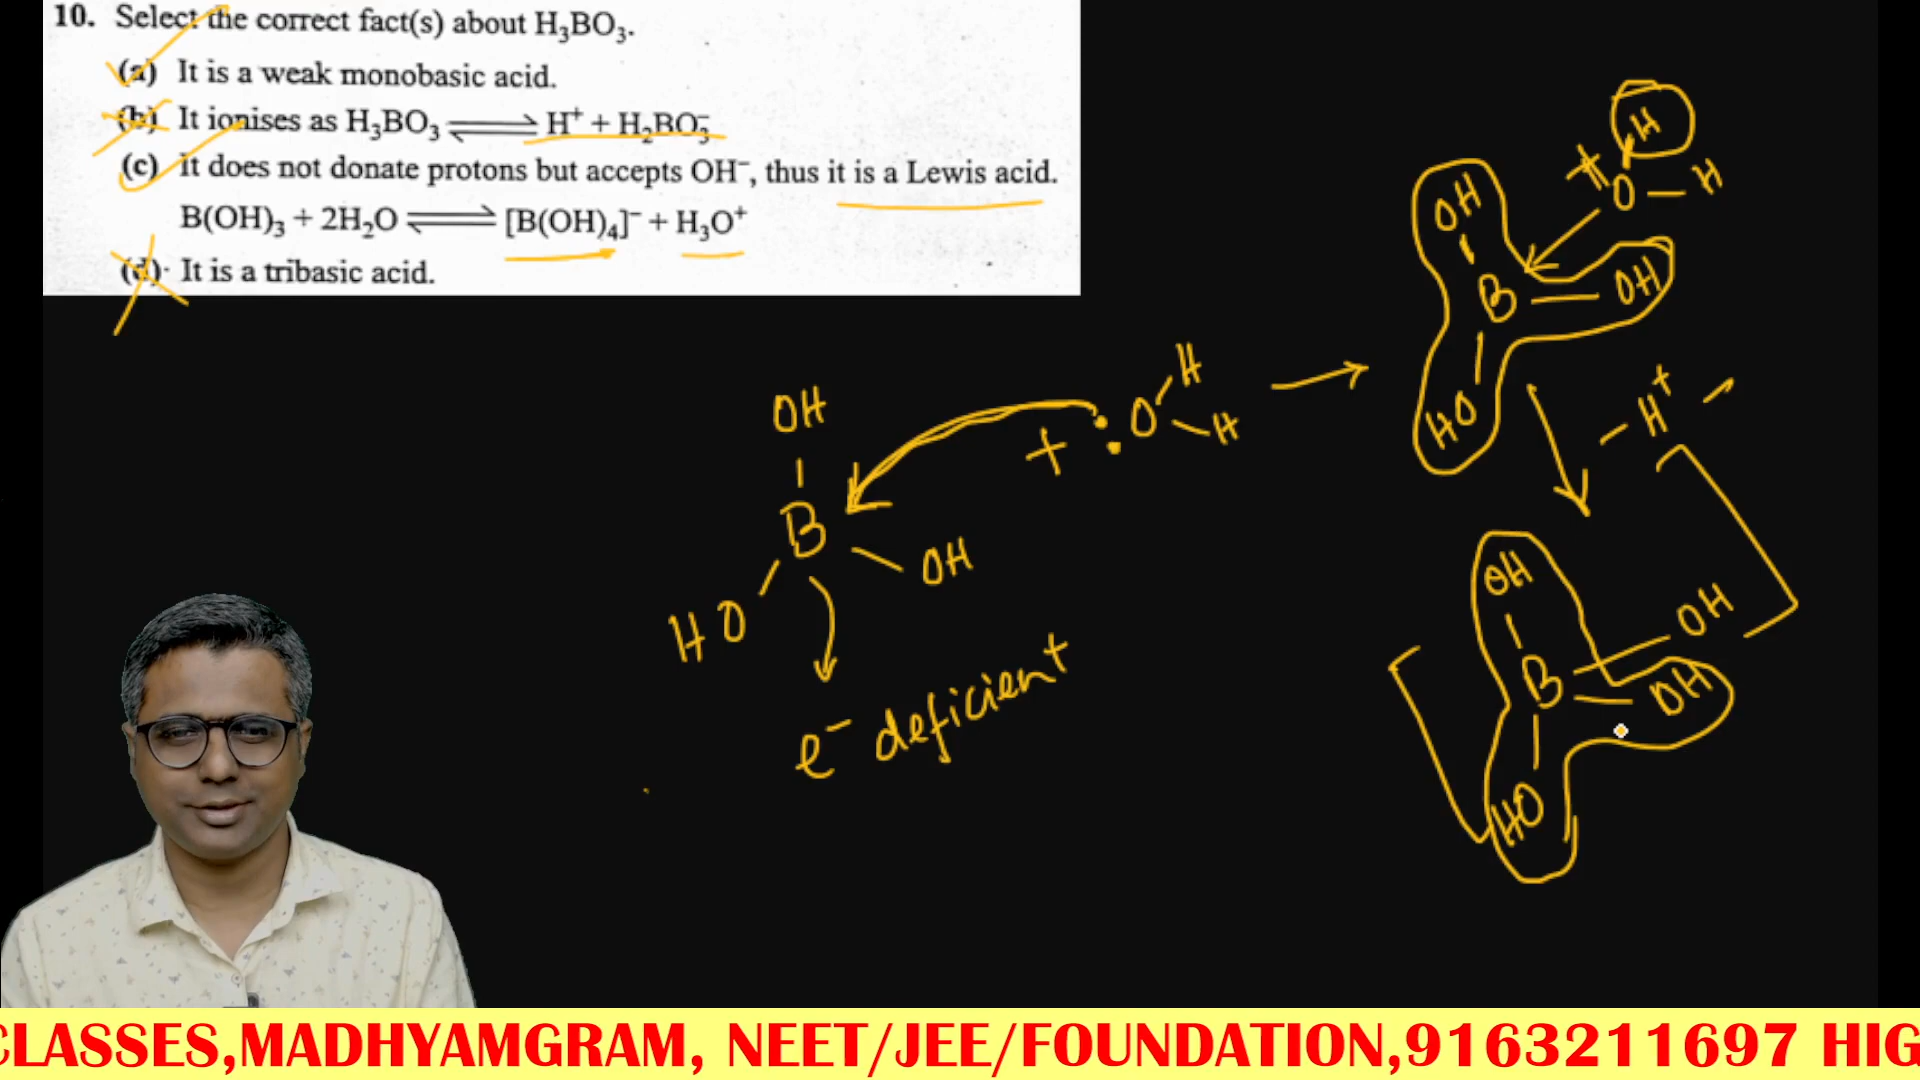 10. Select the correct fact(s) about H₃BO₃.
(a) It is a weak monobasic acid.
(b) It ionises as H₃BO₃ ⇌ H⁺ + H₂BO₃⁻
(c) It does not donate protons but accepts OH⁻, thus it is a Lewis acid.
B(OH)₃ + 2H₂O ⇌ [B(OH)₄]⁻ + H₃O⁺
(d) It is a tribasic acid.
OH
B
HO
OH
e⁻ deficient
+ : O
H
H
→
H
+
O — H
OH
B — OH
HO
− H⁺
OH
B
OH
OH
HO
CLASSES,MADHYAMGRAM, NEET/JEE/FOUNDATION,9163211697 HIG